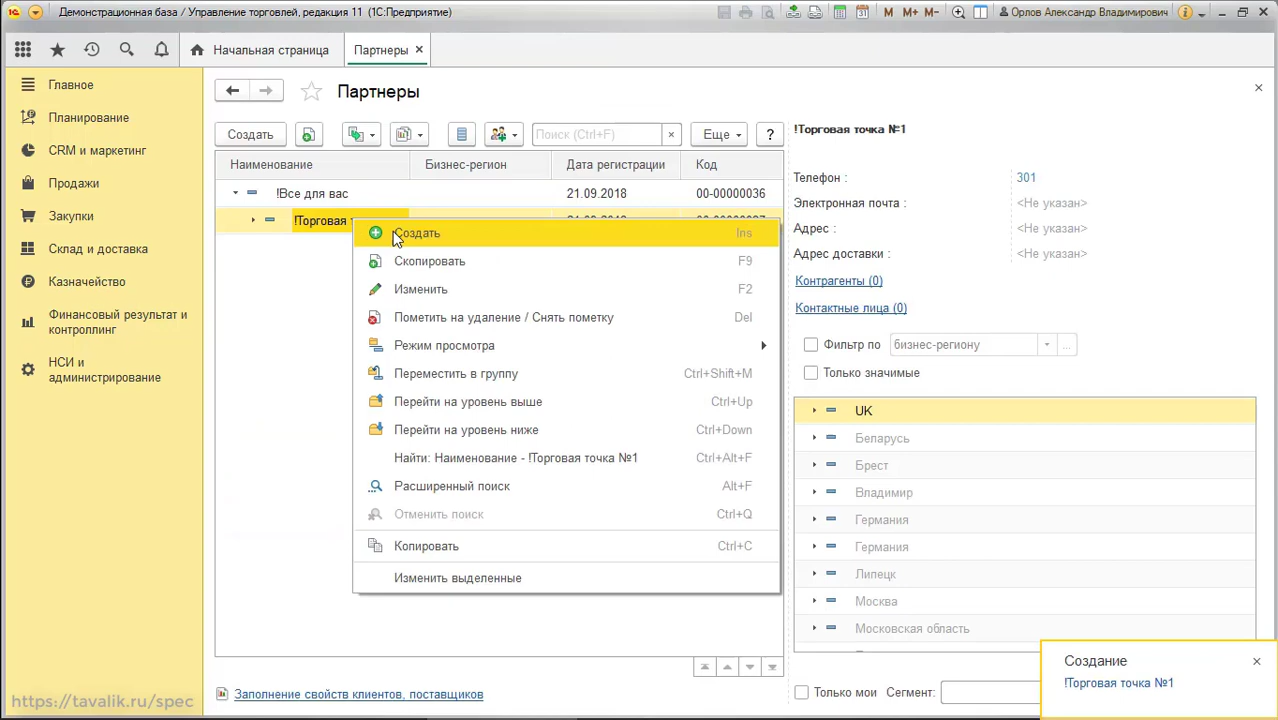 Демонстрационная база / Управление торговлей, редакция 11 (1С:Предприятие)
M M+ M- Орлов Александр Владимирович
Начальная страница
Партнеры ×
Главное
Планирование
CRM и маркетинг
Продажи
Закупки
Склад и доставка
Казначейство
Финансовый результат и
контроллинг
НСИ и
администрирование
Партнеры
Создать
Поиск (Ctrl+F) ×
Еще
?
Наименование Бизнес-регион Дата регистрации Код
!Все для вас 21.09.2018 00-00000036
!Торговая
Создать Ins
Скопировать F9
Изменить F2
Пометить на удаление / Снять пометку Del
Режим просмотра
Переместить в группу Ctrl+Shift+M
Перейти на уровень выше Ctrl+Up
Перейти на уровень ниже Ctrl+Down
Найти: Наименование - !Торговая точка №1 Ctrl+Alt+F
Расширенный поиск Alt+F
Отменить поиск Ctrl+Q
Копировать Ctrl+C
Изменить выделенные
Заполнение свойств клиентов, поставщиков
!Торговая точка №1
Телефон : 301
Электронная почта : <Не указан>
Адрес : <Не указан>
Адрес доставки : <Не указан>
Контрагенты (0)
Контактные лица (0)
Фильтр по бизнес-региону ...
Только значимые
UK
Беларусь
Брест
Владимир
Германия
Германия
Липецк
Москва
Московская область
Только мои Сегмент:
Создание
!Торговая точка №1
https://tavalik.ru/spec